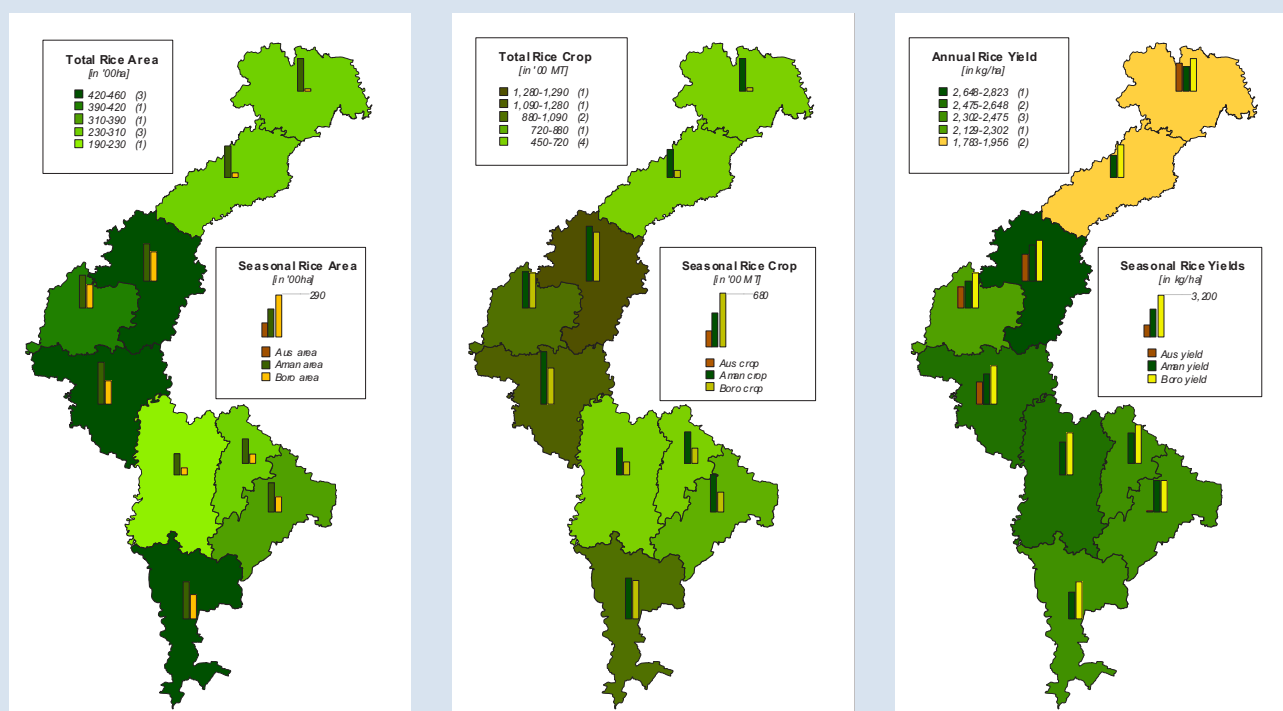 Total Rice Area
[in '00ha]
420-460 (3)
390-420 (1)
310-390 (1)
230-310 (3)
190-230 (1)
Seasonal Rice Area
[in '00ha]
290
Aus area
Aman area
Boro area
Total Rice Crop
[in '00 MT]
1,280-1,290 (1)
1,090-1,280 (1)
880-1,090 (2)
720-880 (1)
450-720 (4)
Seasonal Rice Crop
[in '00 MT]
680
Aus crop
Aman crop
Boro crop
Annual Rice Yield
[in kg/ha]
2,648-2,823 (1)
2,475-2,648 (2)
2,302-2,475 (3)
2,129-2,302 (1)
1,783-1,956 (2)
Seasonal Rice Yields
[in kg/ha]
3,200
Aus yield
Aman yield
Boro yield